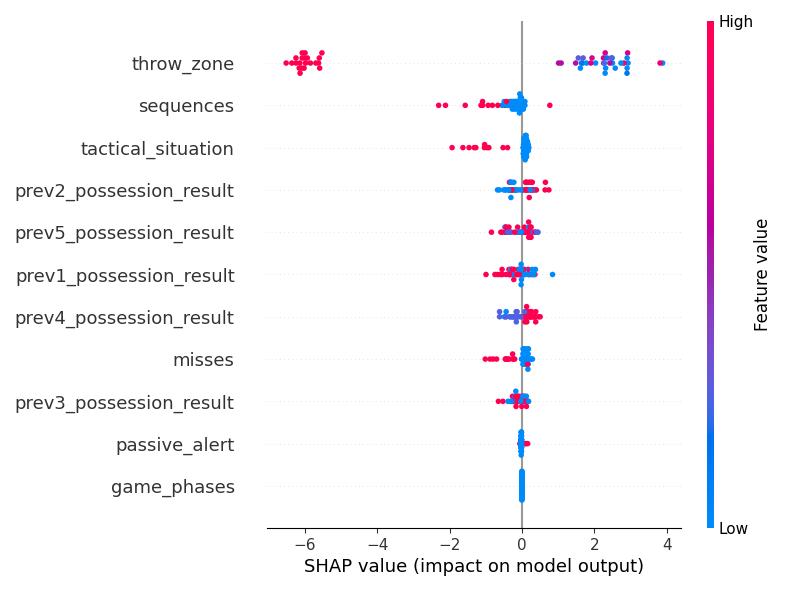 High
throw_zone
sequences
tactical_situation
prev2_possession_result
prev5_possession_result
prev1_possession_result
prev4_possession_result
misses
prev3_possession_result
passive_alert
game_phases
Feature value
Low
−6 −4 −2 0 2 4
SHAP value (impact on model output)